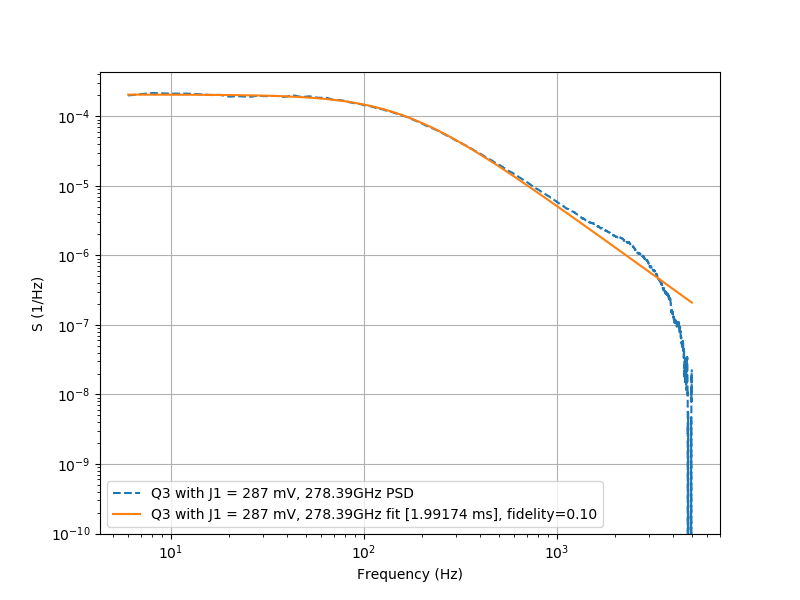 S (1/Hz)
10⁻⁴
10⁻⁵
10⁻⁶
10⁻⁷
10⁻⁸
10⁻⁹
10⁻¹⁰
Q3 with J1 = 287 mV, 278.39GHz PSD
Q3 with J1 = 287 mV, 278.39GHz fit [1.99174 ms], fidelity=0.10
10¹ 10² 10³
Frequency (Hz)